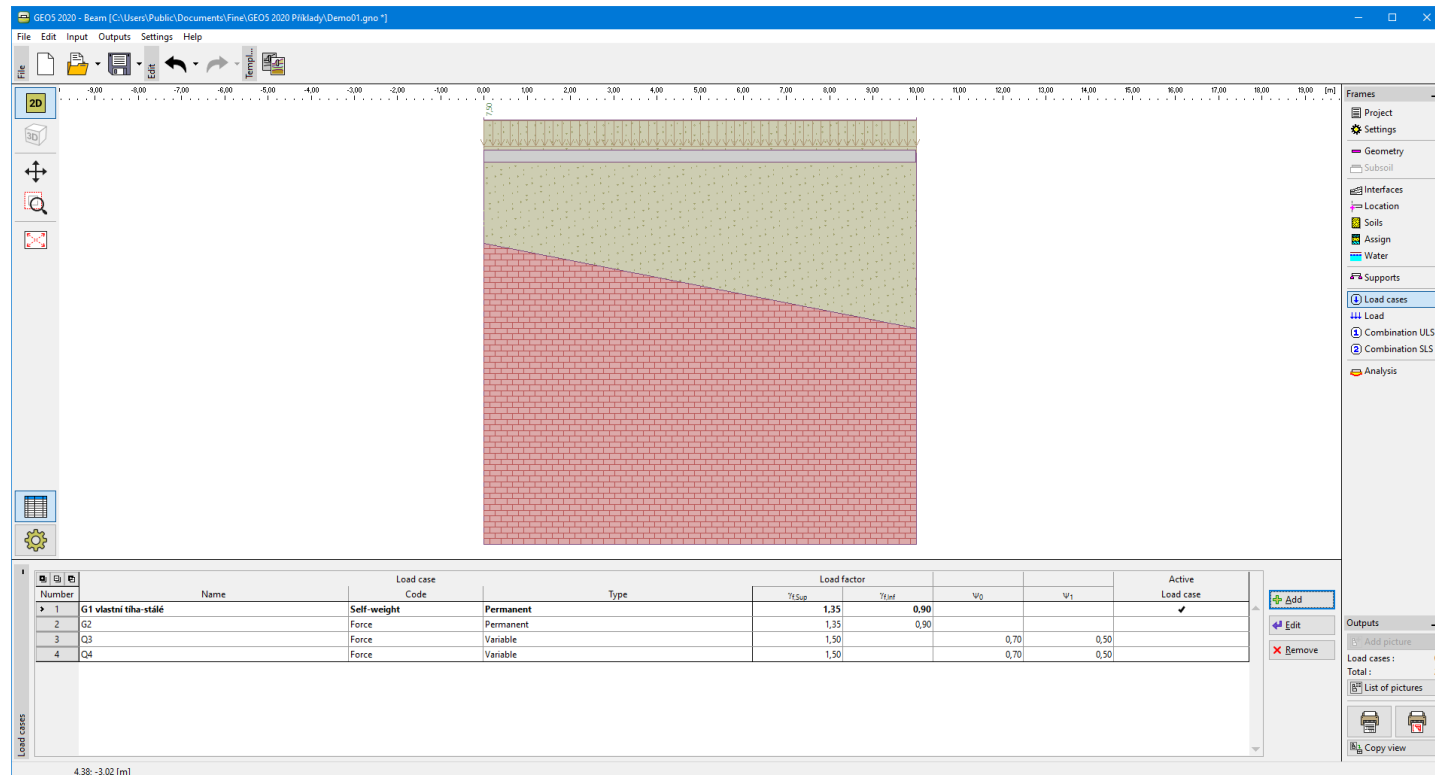 GEO5 2020 - Beam [C:\Users\Public\Documents\Fine\GEO5 2020 Příklady\Demo01.gno *]
File Edit Input Outputs Settings Help
File
Edit
Templ...
2D
3D
-9,00 -8,00 -7,00 -6,00 -5,00 -4,00 -3,00 -2,00 -1,00 0,00 1,00 2,00 3,00 4,00 5,00 6,00 7,00 8,00 9,00 10,00 11,00 12,00 13,00 14,00 15,00 16,00 17,00 18,00 19,00 [m]
7,50
Frames
Project
Settings
Geometry
Subsoil
Interfaces
Location
Soils
Assign
Water
Supports
Load cases
Load
1 Combination ULS
2 Combination SLS
Analysis
Load case Load factor Active
Number Name Code Type γf,Sup γf,Inf Ψ0 Ψ1 Load case
1 G1 vlastní tíha-stálé Self-weight Permanent 1,35 0,90 ✔
2 G2 Force Permanent 1,35 0,90
3 Q3 Force Variable 1,50 0,70 0,50
4 Q4 Force Variable 1,50 0,70 0,50
Add
Edit
Remove
Load cases
Outputs
Add picture
Load cases :
Total :
List of pictures
Copy view
4.38; -3.02 [m]